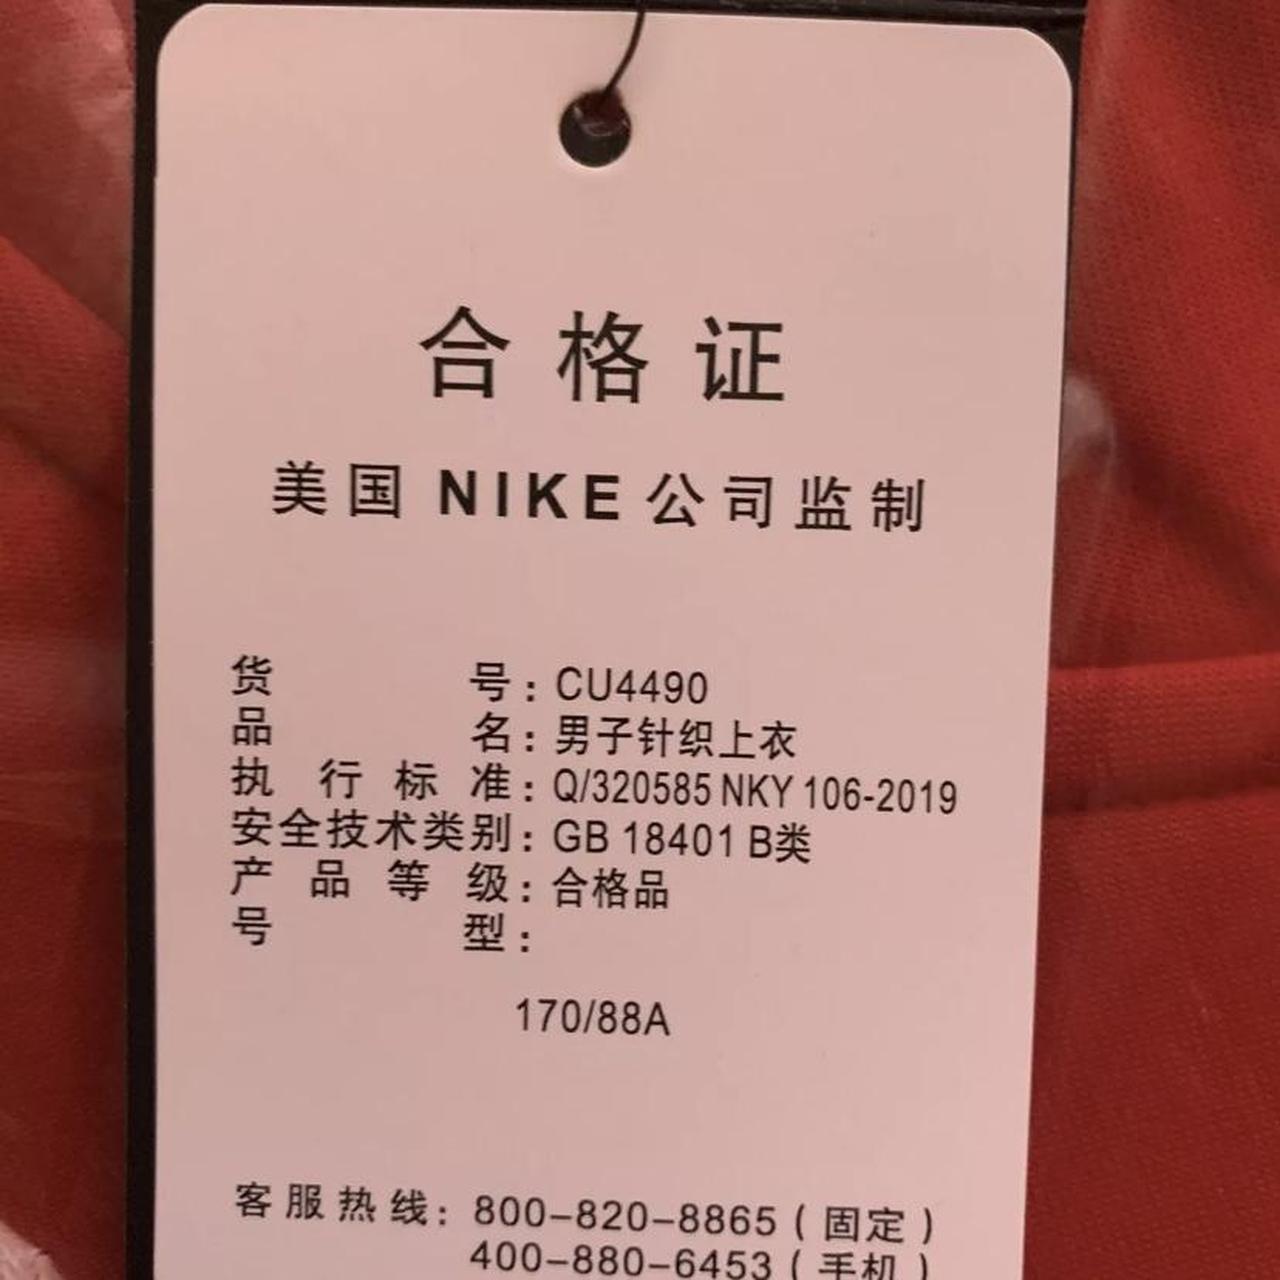 合格证
美国 NIKE 公司监制
货号：CU4490
品名：男子针织上衣
执行标准：Q/320585 NKY 106-2019
安全技术类别：GB 18401 B类
产品等级：合格品
号型：
170/88A
客服热线：800-820-8865（固定）
400-880-6453（手机）